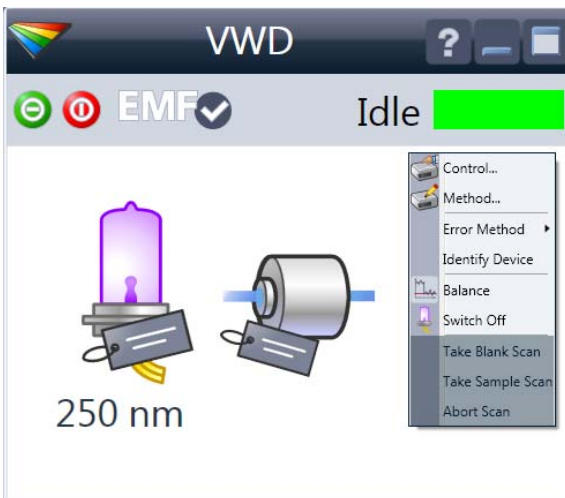 VWD ?
EMF Idle
Control...
Method...
Error Method
Identify Device
Balance
Switch Off
Take Blank Scan
Take Sample Scan
Abort Scan
250 nm